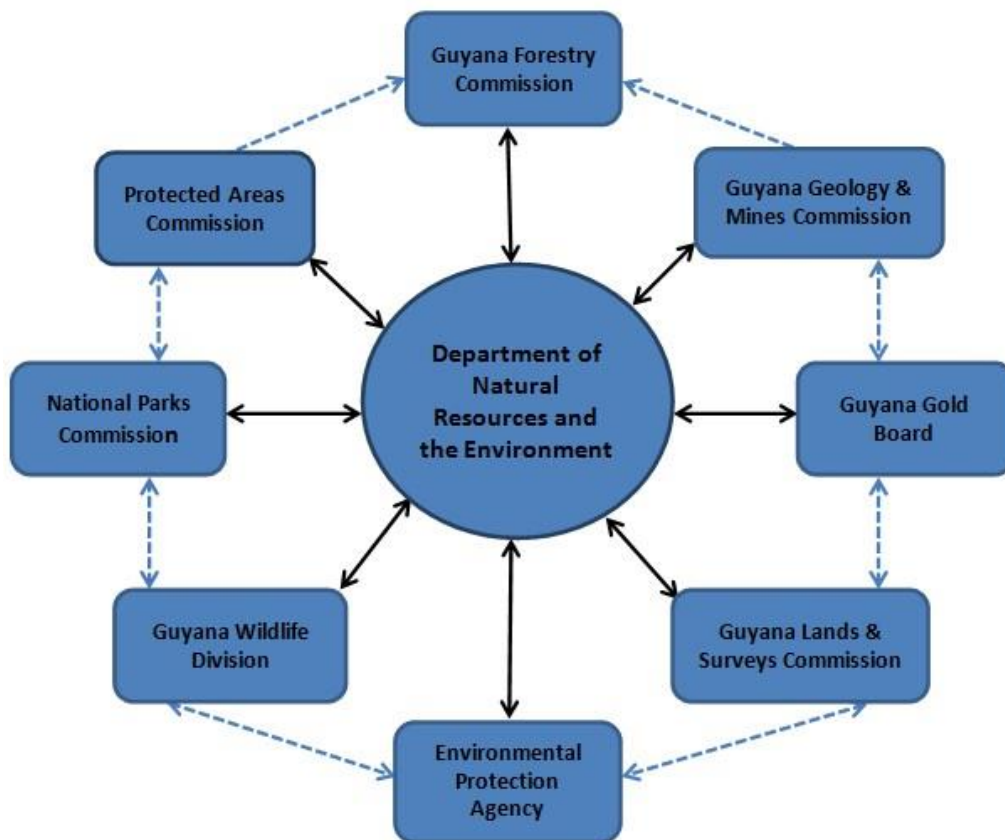 Guyana Forestry
Commission
Protected Areas
Commission
Guyana Geology &
Mines Commission
Department of
Natural
Resources and
the Environment
National Parks
Commission
Guyana Gold
Board
Guyana Wildlife
Division
Guyana Lands &
Surveys Commission
Environmental
Protection
Agency